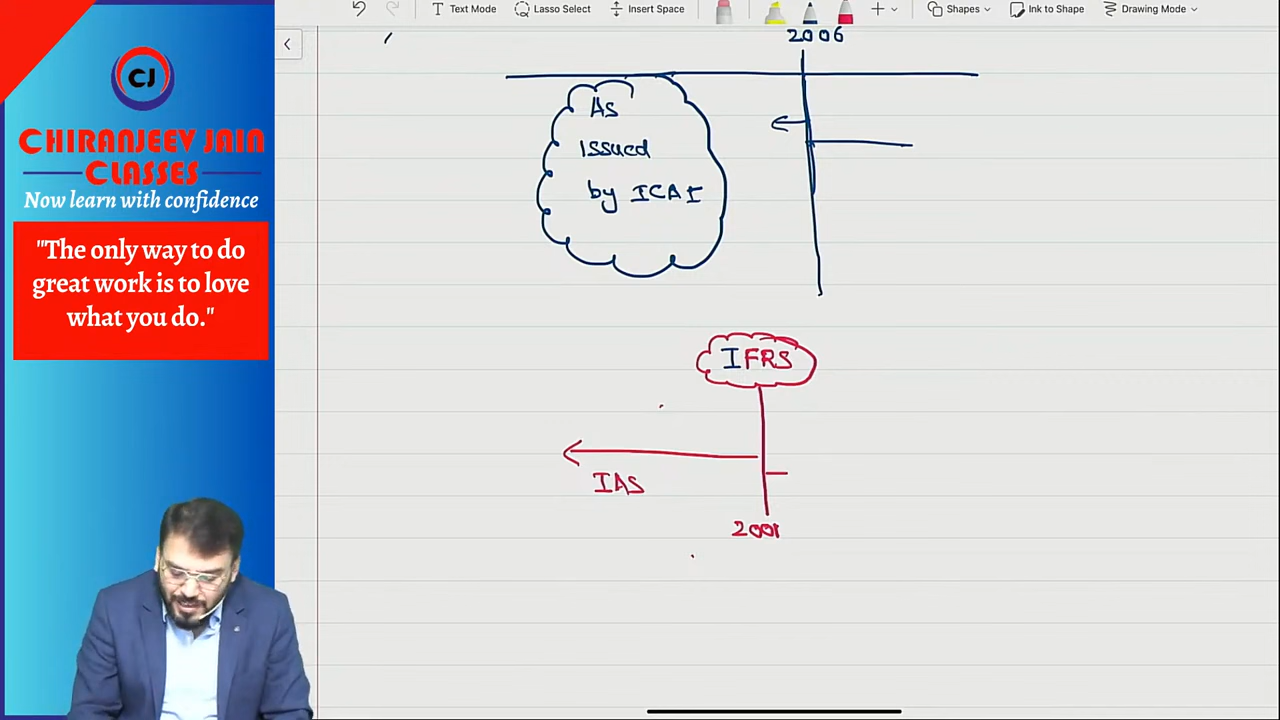 Text Mode
Lasso Select
Insert Space
Shapes
Ink to Shape
Drawing Mode
2006
CJ
CHIRANJEEV JAIN
CLASSES
Now learn with confidence
"The only way to do
great work is to love
what you do."
AS
Issued
by ICAI
IFRS
IAS
2001